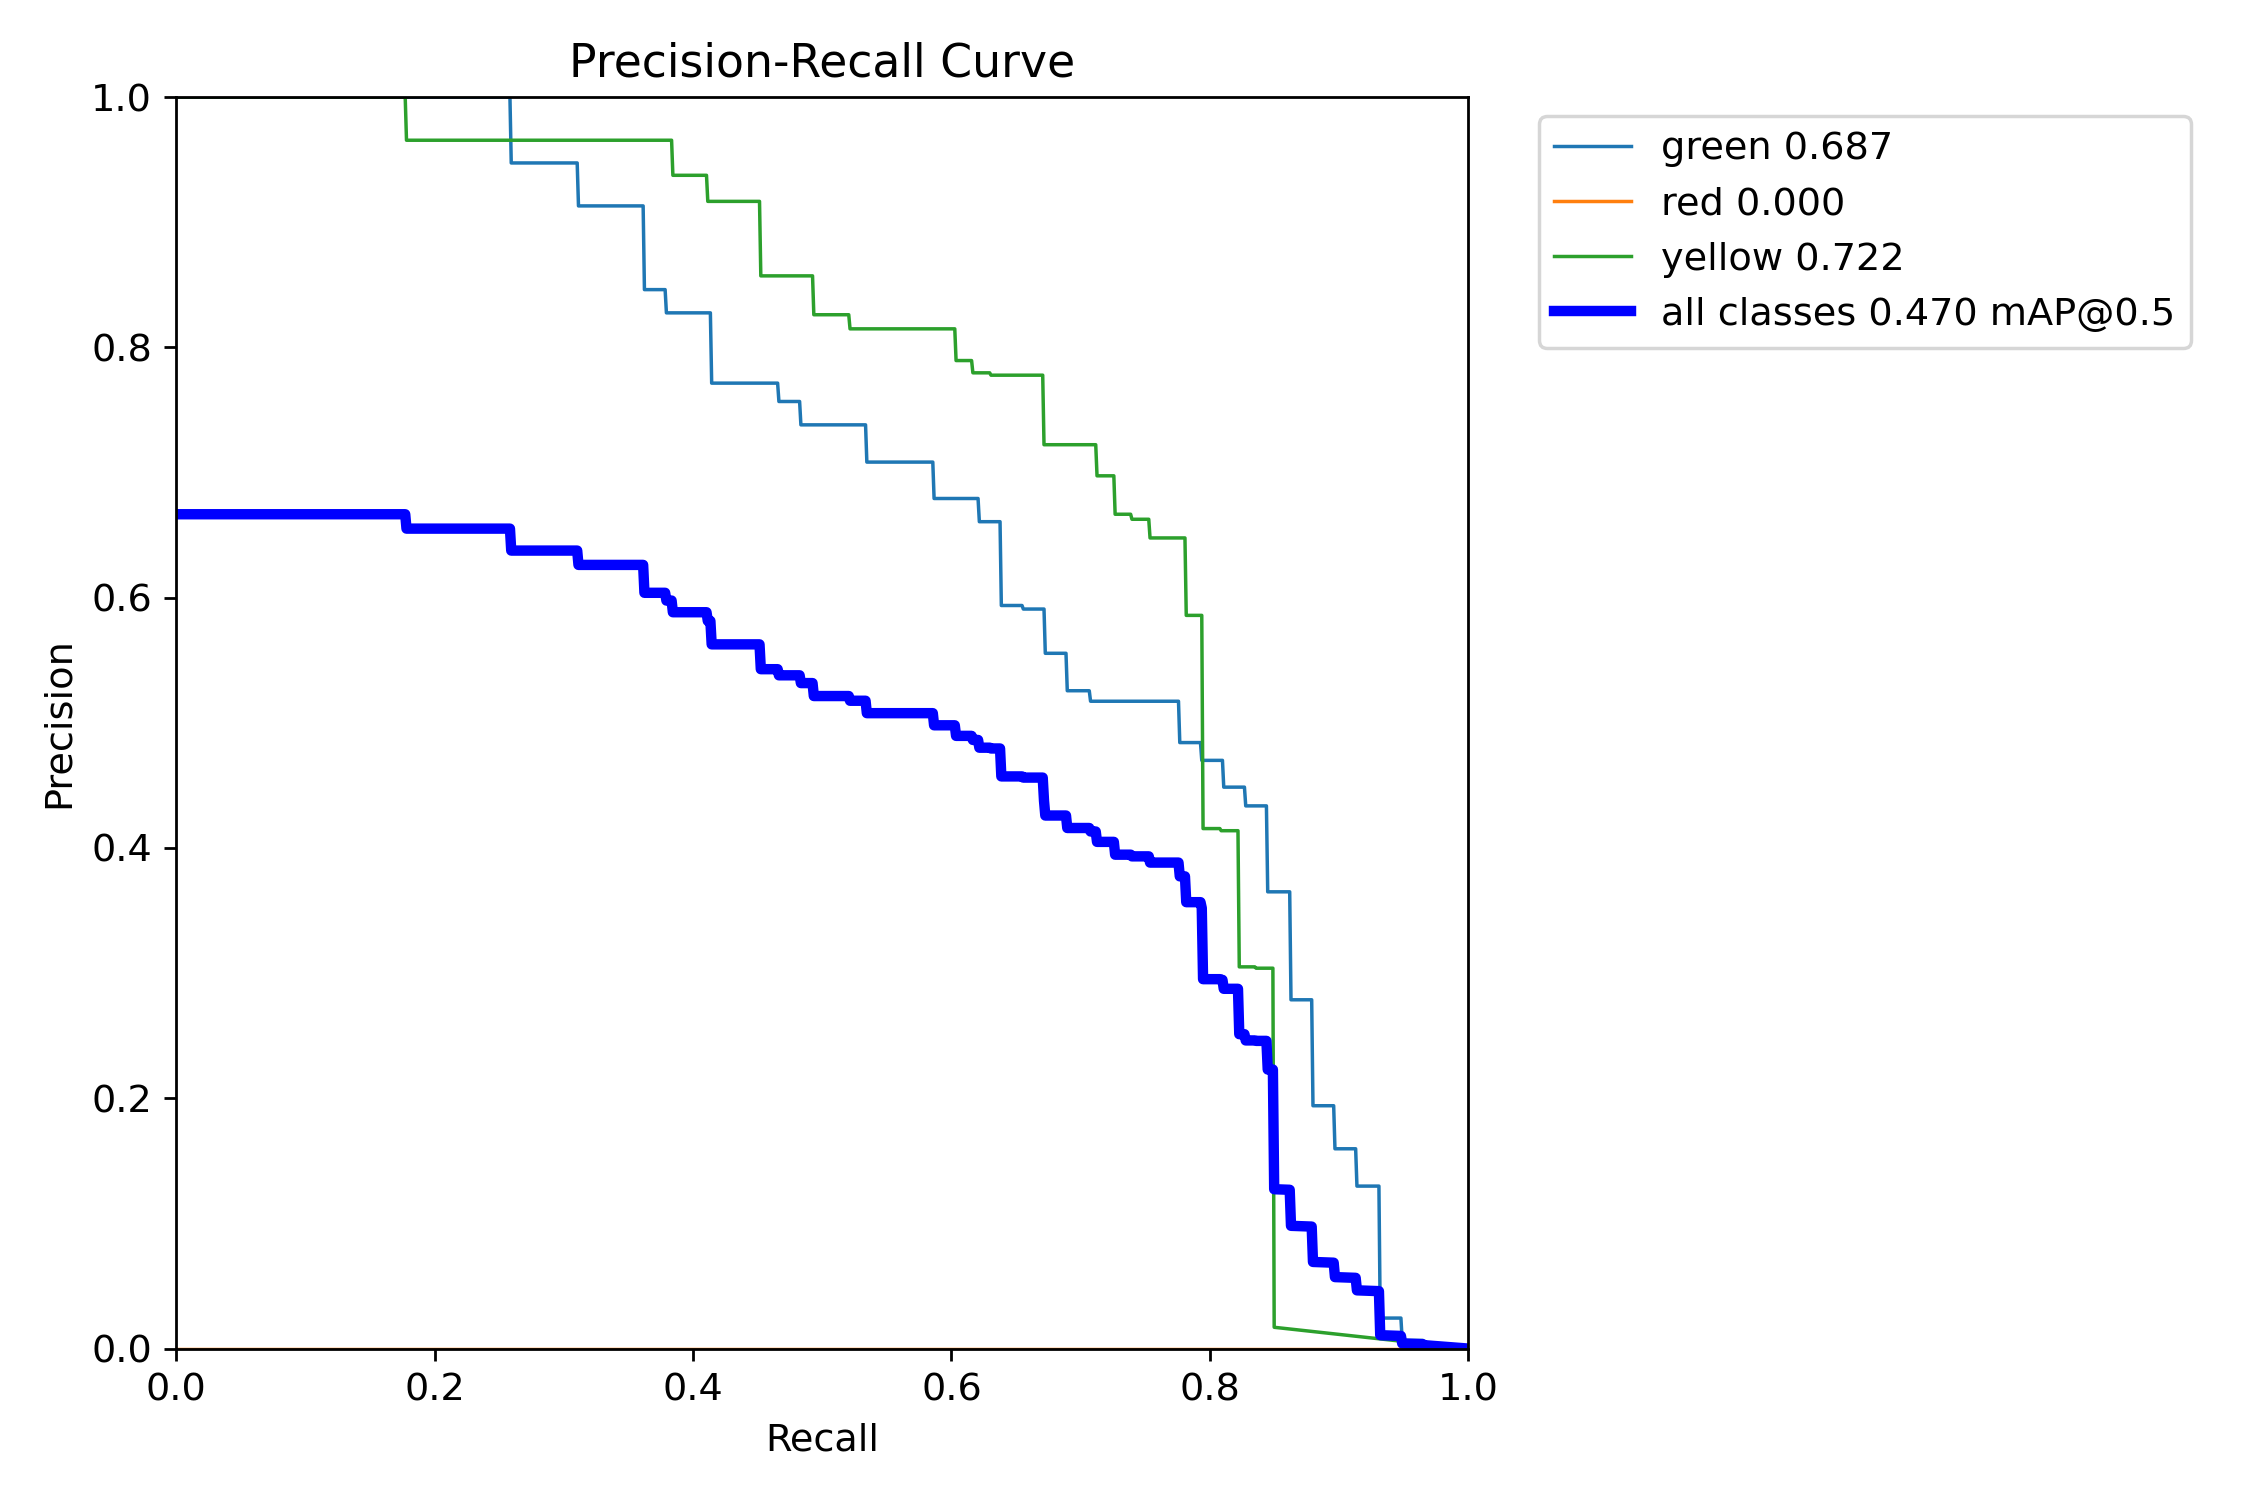 Precision-Recall Curve
1.0
0.8
0.6
0.4
0.2
0.0
Precision
0.0 0.2 0.4 0.6 0.8 1.0
Recall
green 0.687
red 0.000
yellow 0.722
all classes 0.470 mAP@0.5